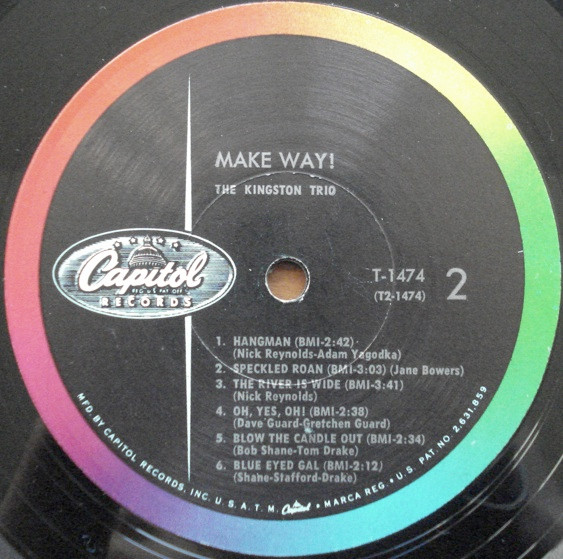 MAKE WAY!
THE KINGSTON TRIO
Capitol
RECORDS
T-1474
(T2-1474)
2
1. HANGMAN (BMI-2:42)
(Nick Reynolds-Adam Yagodka)
2. SPECKLED ROAN (BMI-3:03) (Jane Bowers)
3. THE RIVER IS WIDE (BMI-3:41)
(Nick Reynolds)
4. OH, YES, OH! (BMI-2:38)
(Dave Guard-Gretchen Guard)
5. BLOW THE CANDLE OUT (BMI-2:34)
(Bob Shane-Tom Drake)
6. BLUE EYED GAL (BMI-2:12)
(Shane-Stafford-Drake)
MFD. BY CAPITOL RECORDS, INC. U. S. A. T. M. Capitol • MARCA REG. • U.S. PAT. NO. 2,631,859